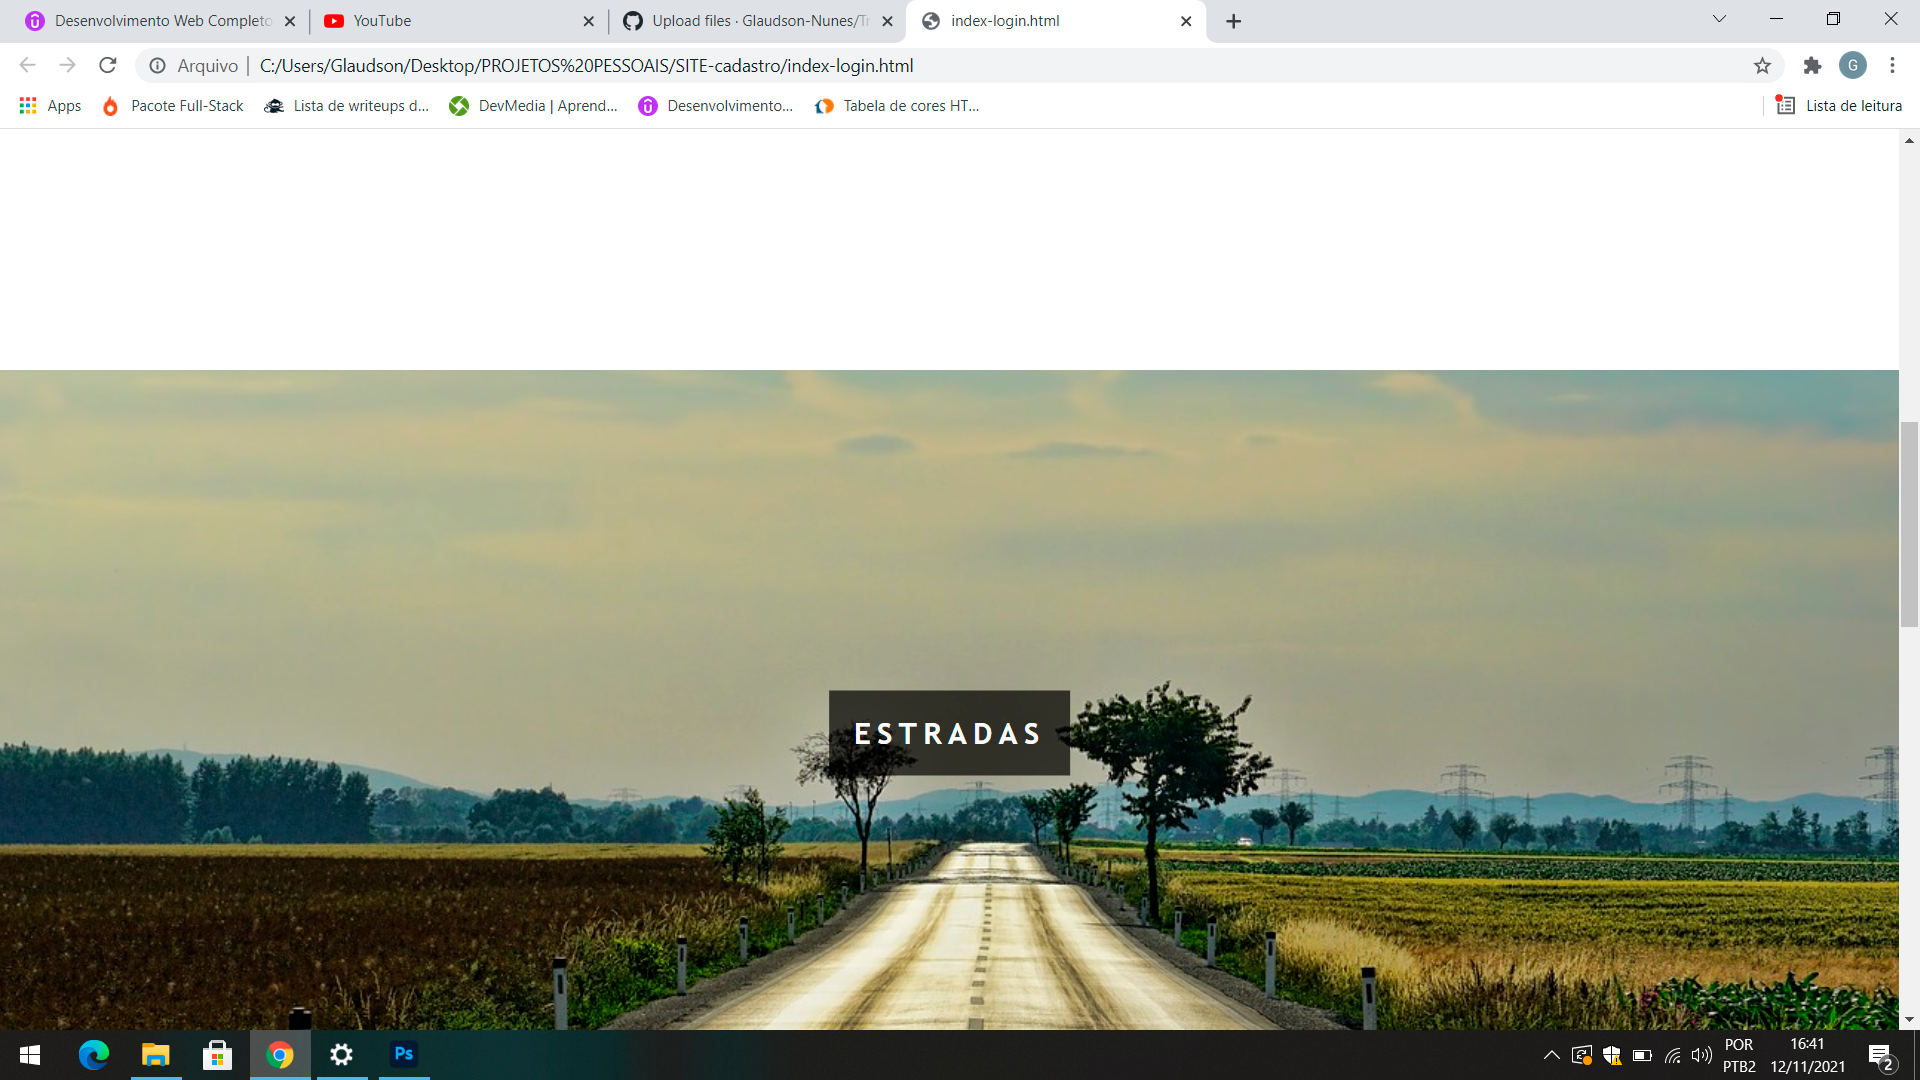 Desenvolvimento Web Completo
YouTube
Upload files · Glaudson-Nunes/Tr
index-login.html
Arquivo
C:/Users/Glaudson/Desktop/PROJETOS%20PESSOAIS/SITE-cadastro/index-login.html
G
Apps
Pacote Full-Stack
Lista de writeups d...
DevMedia | Aprend...
Desenvolvimento...
Tabela de cores HT...
Lista de leitura
ESTRADAS
Ps
POR
PTB2
16:41
12/11/2021
2